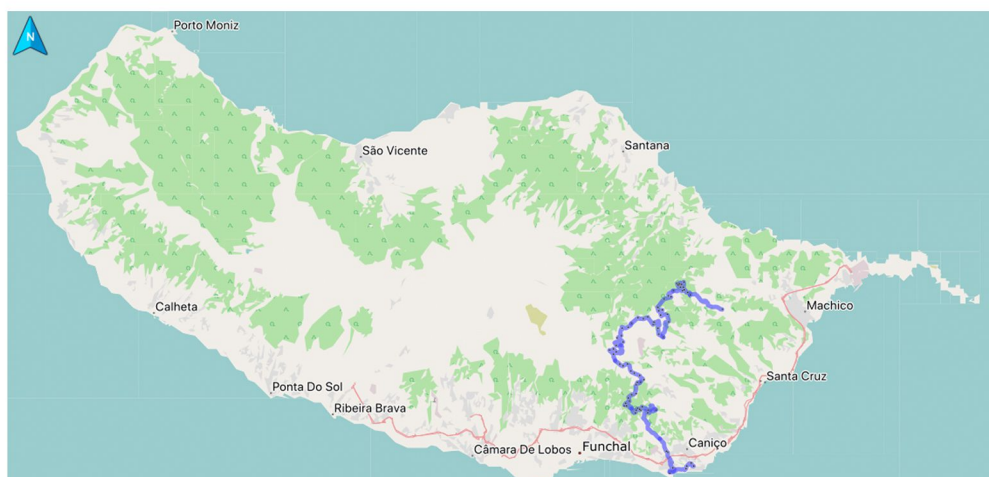 Porto Moniz
N
São Vicente
Santana
Calheta
Machico
Santa Cruz
Ponta Do Sol
Ribeira Brava
Câmara De Lobos
Funchal
Caniço